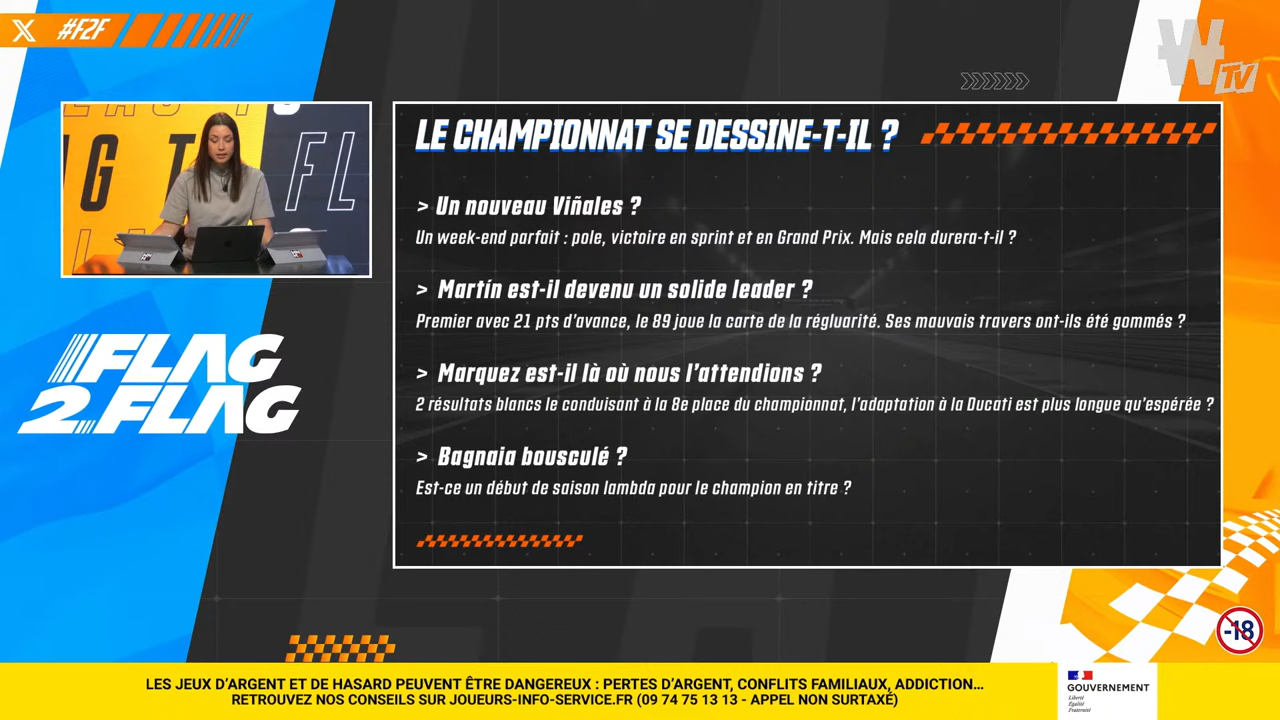 #F2F
W TV
LE CHAMPIONNAT SE DESSINE-T-IL ?
> Un nouveau Viñales ?
Un week-end parfait : pole, victoire en sprint et en Grand Prix. Mais cela durera-t-il ?
> Martín est-il devenu un solide leader ?
Premier avec 21 pts d'avance, le 89 joue la carte de la régluarité. Ses mauvais travers ont-ils été gommés ?
> Marquez est-il là où nous l'attendions ?
2 résultats blancs le conduisant à la 8e place du championnat, l'adaptation à la Ducati est plus longue qu'espérée ?
> Bagnaia bousculé ?
Est-ce un début de saison lambda pour le champion en titre ?
FLAG
2.FLAG
-18
LES JEUX D'ARGENT ET DE HASARD PEUVENT ÊTRE DANGEREUX : PERTES D'ARGENT, CONFLITS FAMILIAUX, ADDICTION...
RETROUVEZ NOS CONSEILS SUR JOUEURS-INFO-SERVICE.FR (09 74 75 13 13 - APPEL NON SURTAXÉ)
GOUVERNEMENT
Liberté
Égalité
Fraternité